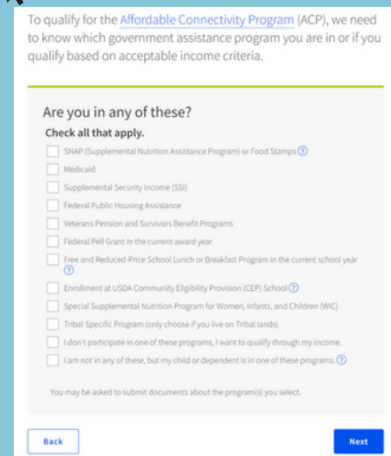 To qualify for the Affordable Connectivity Program (ACP), we need
to know which government assistance program you are in or if you
qualify based on acceptable income criteria.
Are you in any of these?
Check all that apply.
SNAP (Supplemental Nutrition Assistance Program) or Food Stamps ?
Medicaid
Supplemental Security Income (SSI)
Federal Public Housing Assistance
Veterans Pension and Survivors Benefit Programs
Federal Pell Grant in the current award year
Free and Reduced-Price School Lunch or Breakfast Program in the current school year
?
Enrollment at USDA Community Eligibility Provision (CEP) School ?
Special Supplemental Nutrition Program for Women, Infants, and Children (WIC)
Tribal Specific Program (only choose if you live on Tribal lands)
I don't participate in one of these programs, I want to qualify through my income.
I am not in any of these, but my child or dependent is in one of these programs. ?
You may be asked to submit documents about the program(s) you select.
Back Next